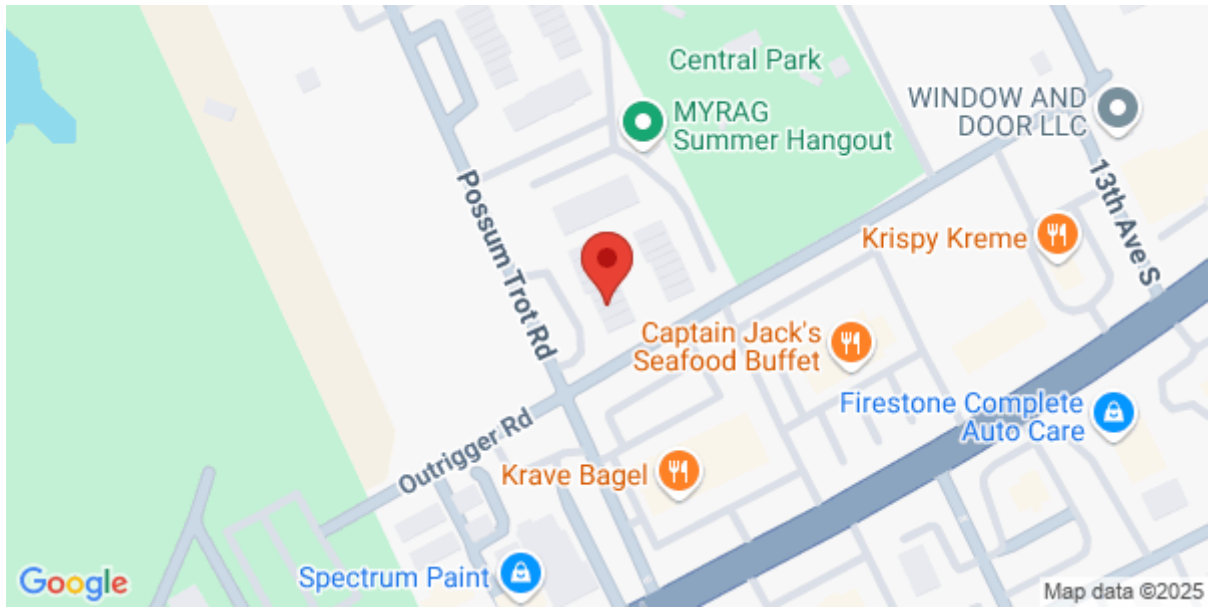 Central Park
MYRAG
Summer Hangout
WINDOW AND
DOOR LLC
13th Ave S
Possum Trot Rd
Krispy Kreme
Captain Jack's
Seafood Buffet
Firestone Complete
Auto Care
Outrigger Rd
Krave Bagel
Spectrum Paint
Google
Map data ©2025